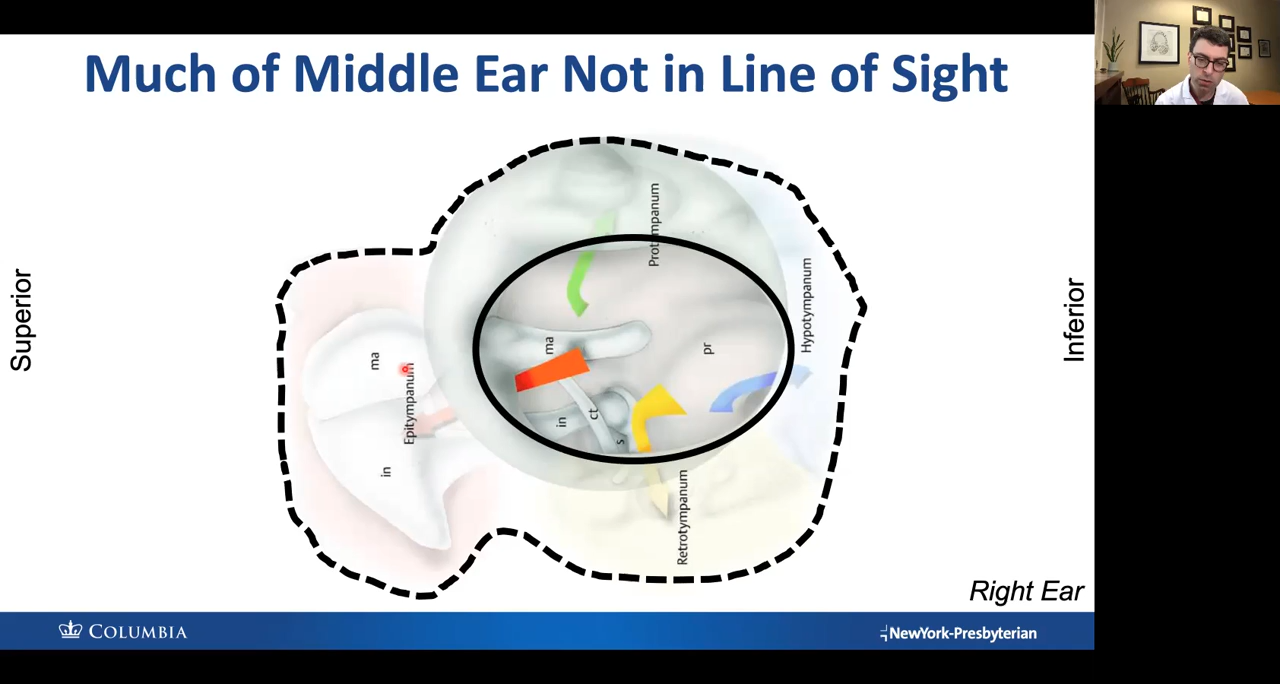 Much of Middle Ear Not in Line of Sight
Superior
Inferior
Protympanum
Hypotympanum
Epitympanum
Retrotympanum
ma
in
ma
in
ct
s
pr
Right Ear
COLUMBIA
NewYork-Presbyterian